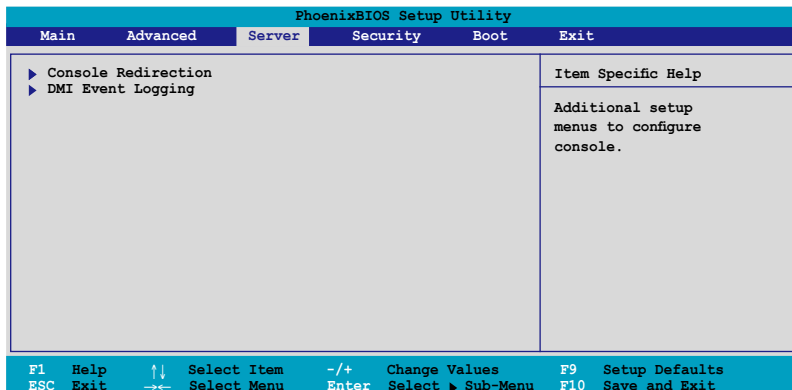 PhoenixBIOS Setup Utility
Main Advanced Server Security Boot Exit
▶ Console Redirection
▶ DMI Event Logging
Item Specific Help
Additional setup
menus to configure
console.
F1 Help ↑↓ Select Item -/+ Change Values F9 Setup Defaults
ESC Exit →← Select Menu Enter Select ▶ Sub-Menu F10 Save and Exit